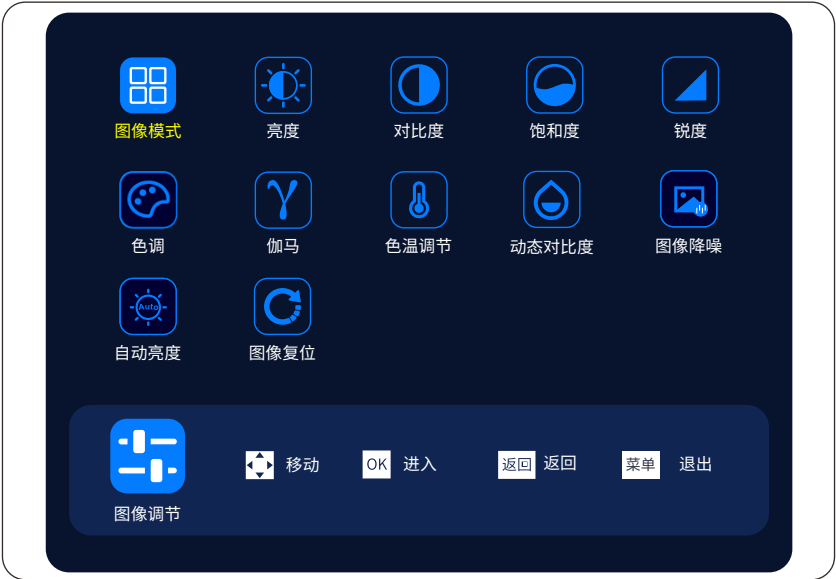 图像模式 亮度 对比度 饱和度 锐度
色调 伽马 色温调节 动态对比度 图像降噪
Auto
自动亮度 图像复位
移动 OK 进入 返回 返回 菜单 退出
图像调节